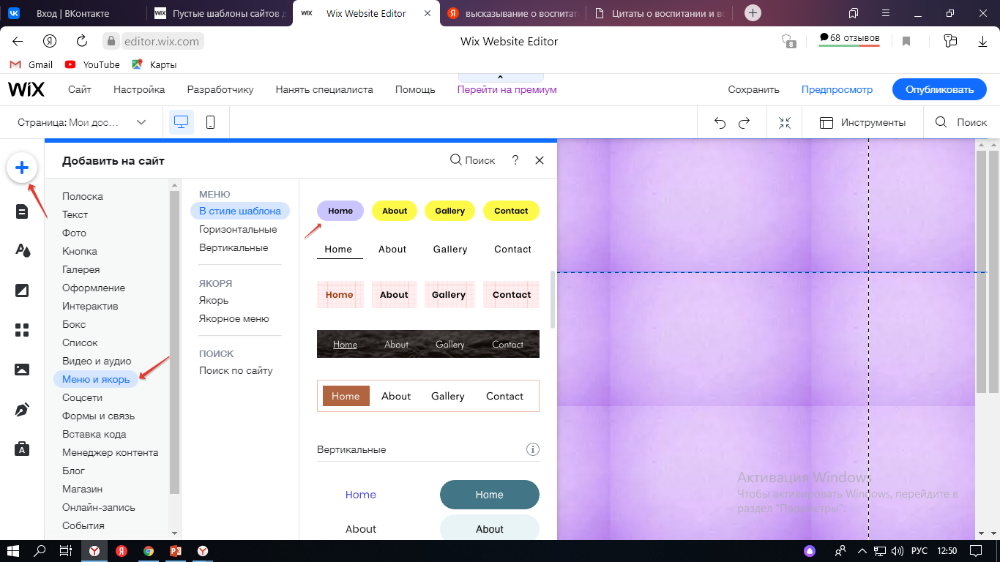 Вход | ВКонтакте
WiX Пустые шаблоны сайтов д
WiX Wix Website Editor
Я высказывание о воспитат
Цитаты о воспитании и во
Я editor.wix.com
Wix Website Editor
8
68 отзывов
Gmail YouTube Карты
WiX Сайт Настройка Разработчику Нанять специалиста Помощь Перейти на премиум Сохранить Предпросмотр Опубликовать
Страница: Мои дос... Инструменты Поиск
Добавить на сайт Поиск ?
Полоска
Текст
Фото
Кнопка
Галерея
Оформление
Интерактив
Бокс
Список
Видео и аудио
Меню и якорь
Соцсети
Формы и связь
Вставка кода
Менеджер контента
Блог
Магазин
Онлайн-запись
События
МЕНЮ
В стиле шаблона
Горизонтальные
Вертикальные
ЯКОРЯ
Якорь
Якорное меню
ПОИСК
Поиск по сайту
Home About Gallery Contact
Home About Gallery Contact
Home About Gallery Contact
Home About Gallery Contact
Home About Gallery Contact
Вертикальные i
Home Home
About About
A
Активация Windows
Чтобы активировать Windows, перейдите в
раздел "Параметры".
РУС 12:50